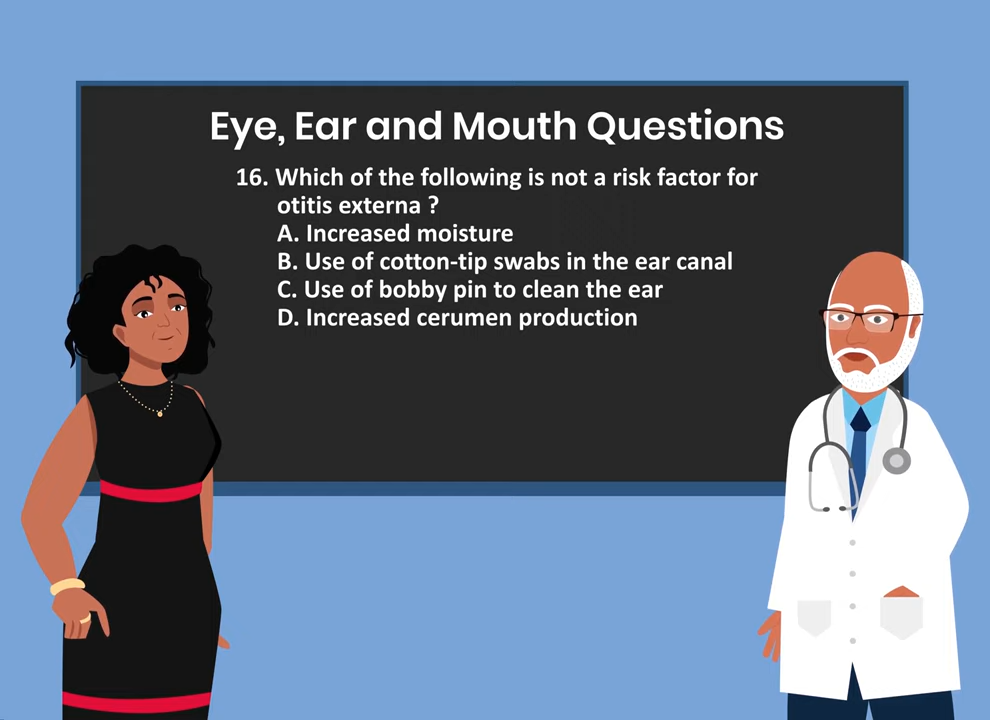 Eye, Ear and Mouth Questions
16. Which of the following is not a risk factor for
otitis externa ?
A. Increased moisture
B. Use of cotton-tip swabs in the ear canal
C. Use of bobby pin to clean the ear
D. Increased cerumen production